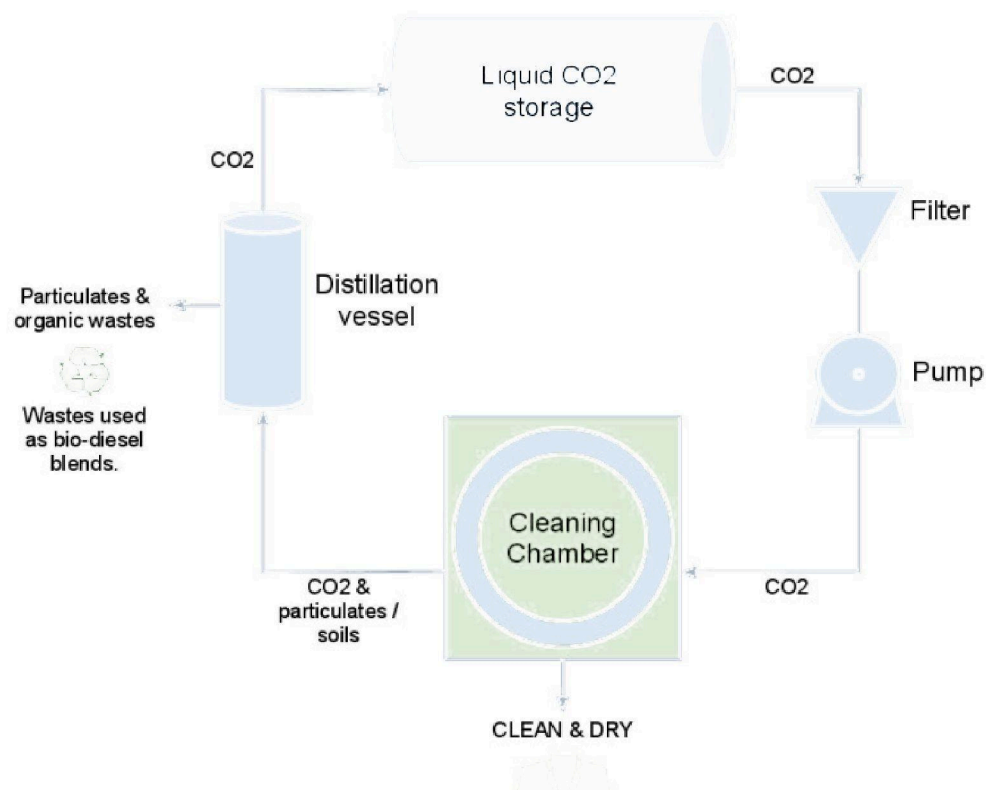 Liquid CO2
storage
CO2
CO2
Filter
Distillation
vessel
Particulates &
organic wastes
Pump
Wastes used
as bio-diesel
blends.
Cleaning
Chamber
CO2 &
particulates /
soils
CO2
CLEAN & DRY